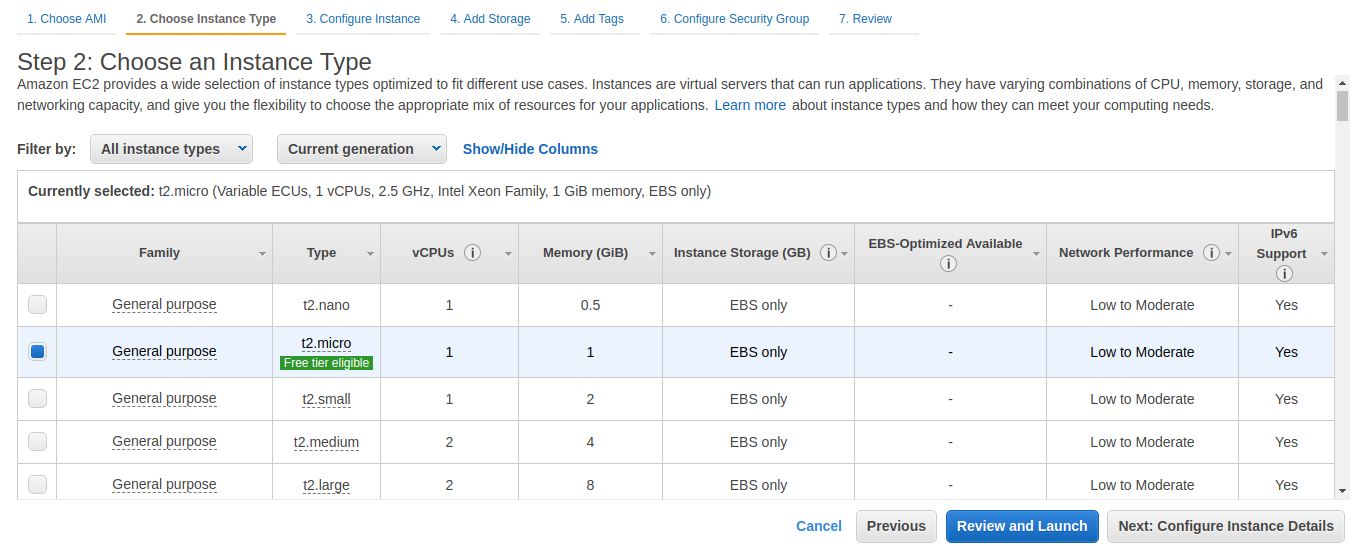 1. Choose AMI 2. Choose Instance Type 3. Configure Instance 4. Add Storage 5. Add Tags 6. Configure Security Group 7. Review
Step 2: Choose an Instance Type
Amazon EC2 provides a wide selection of instance types optimized to fit different use cases. Instances are virtual servers that can run applications. They have varying combinations of CPU, memory, storage, and
networking capacity, and give you the flexibility to choose the appropriate mix of resources for your applications. Learn more about instance types and how they can meet your computing needs.
Filter by: All instance types Current generation Show/Hide Columns
Currently selected: t2.micro (Variable ECUs, 1 vCPUs, 2.5 GHz, Intel Xeon Family, 1 GiB memory, EBS only)
Family Type vCPUs i Memory (GiB) Instance Storage (GB) i EBS-Optimized Available i Network Performance i IPv6 Support i
General purpose t2.nano 1 0.5 EBS only - Low to Moderate Yes
General purpose t2.micro 1 1 EBS only - Low to Moderate Yes
Free tier eligible
General purpose t2.small 1 2 EBS only - Low to Moderate Yes
General purpose t2.medium 2 4 EBS only - Low to Moderate Yes
General purpose t2.large 2 8 EBS only - Low to Moderate Yes
Cancel Previous Review and Launch Next: Configure Instance Details